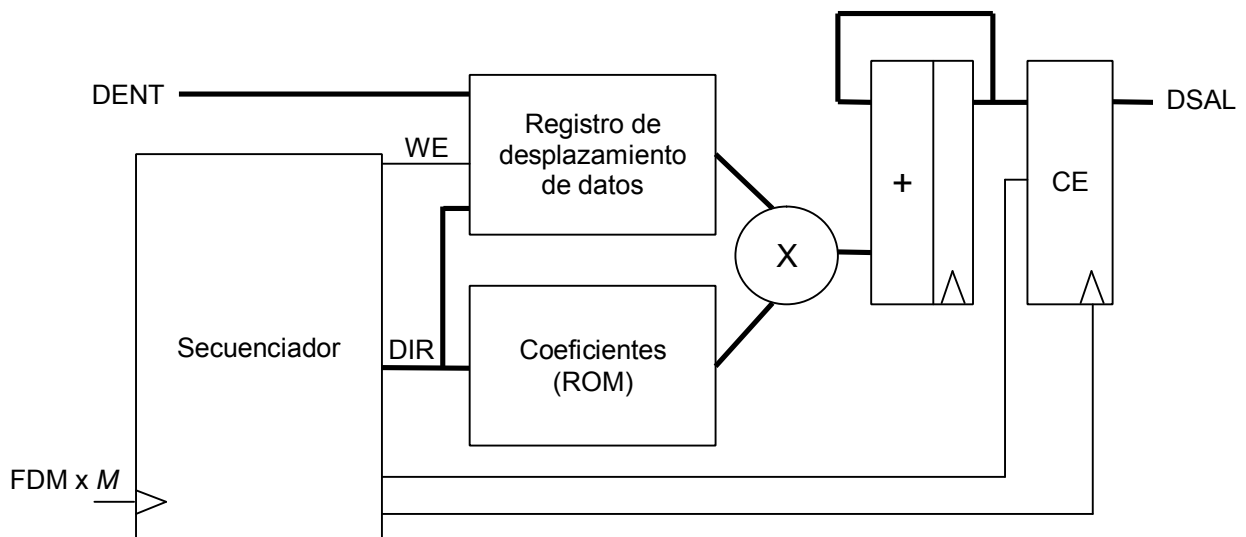 DENT
WE
Registro de
desplazamiento
de datos
+
CE
DSAL
X
Secuenciador
DIR
Coeficientes
(ROM)
FDM x M